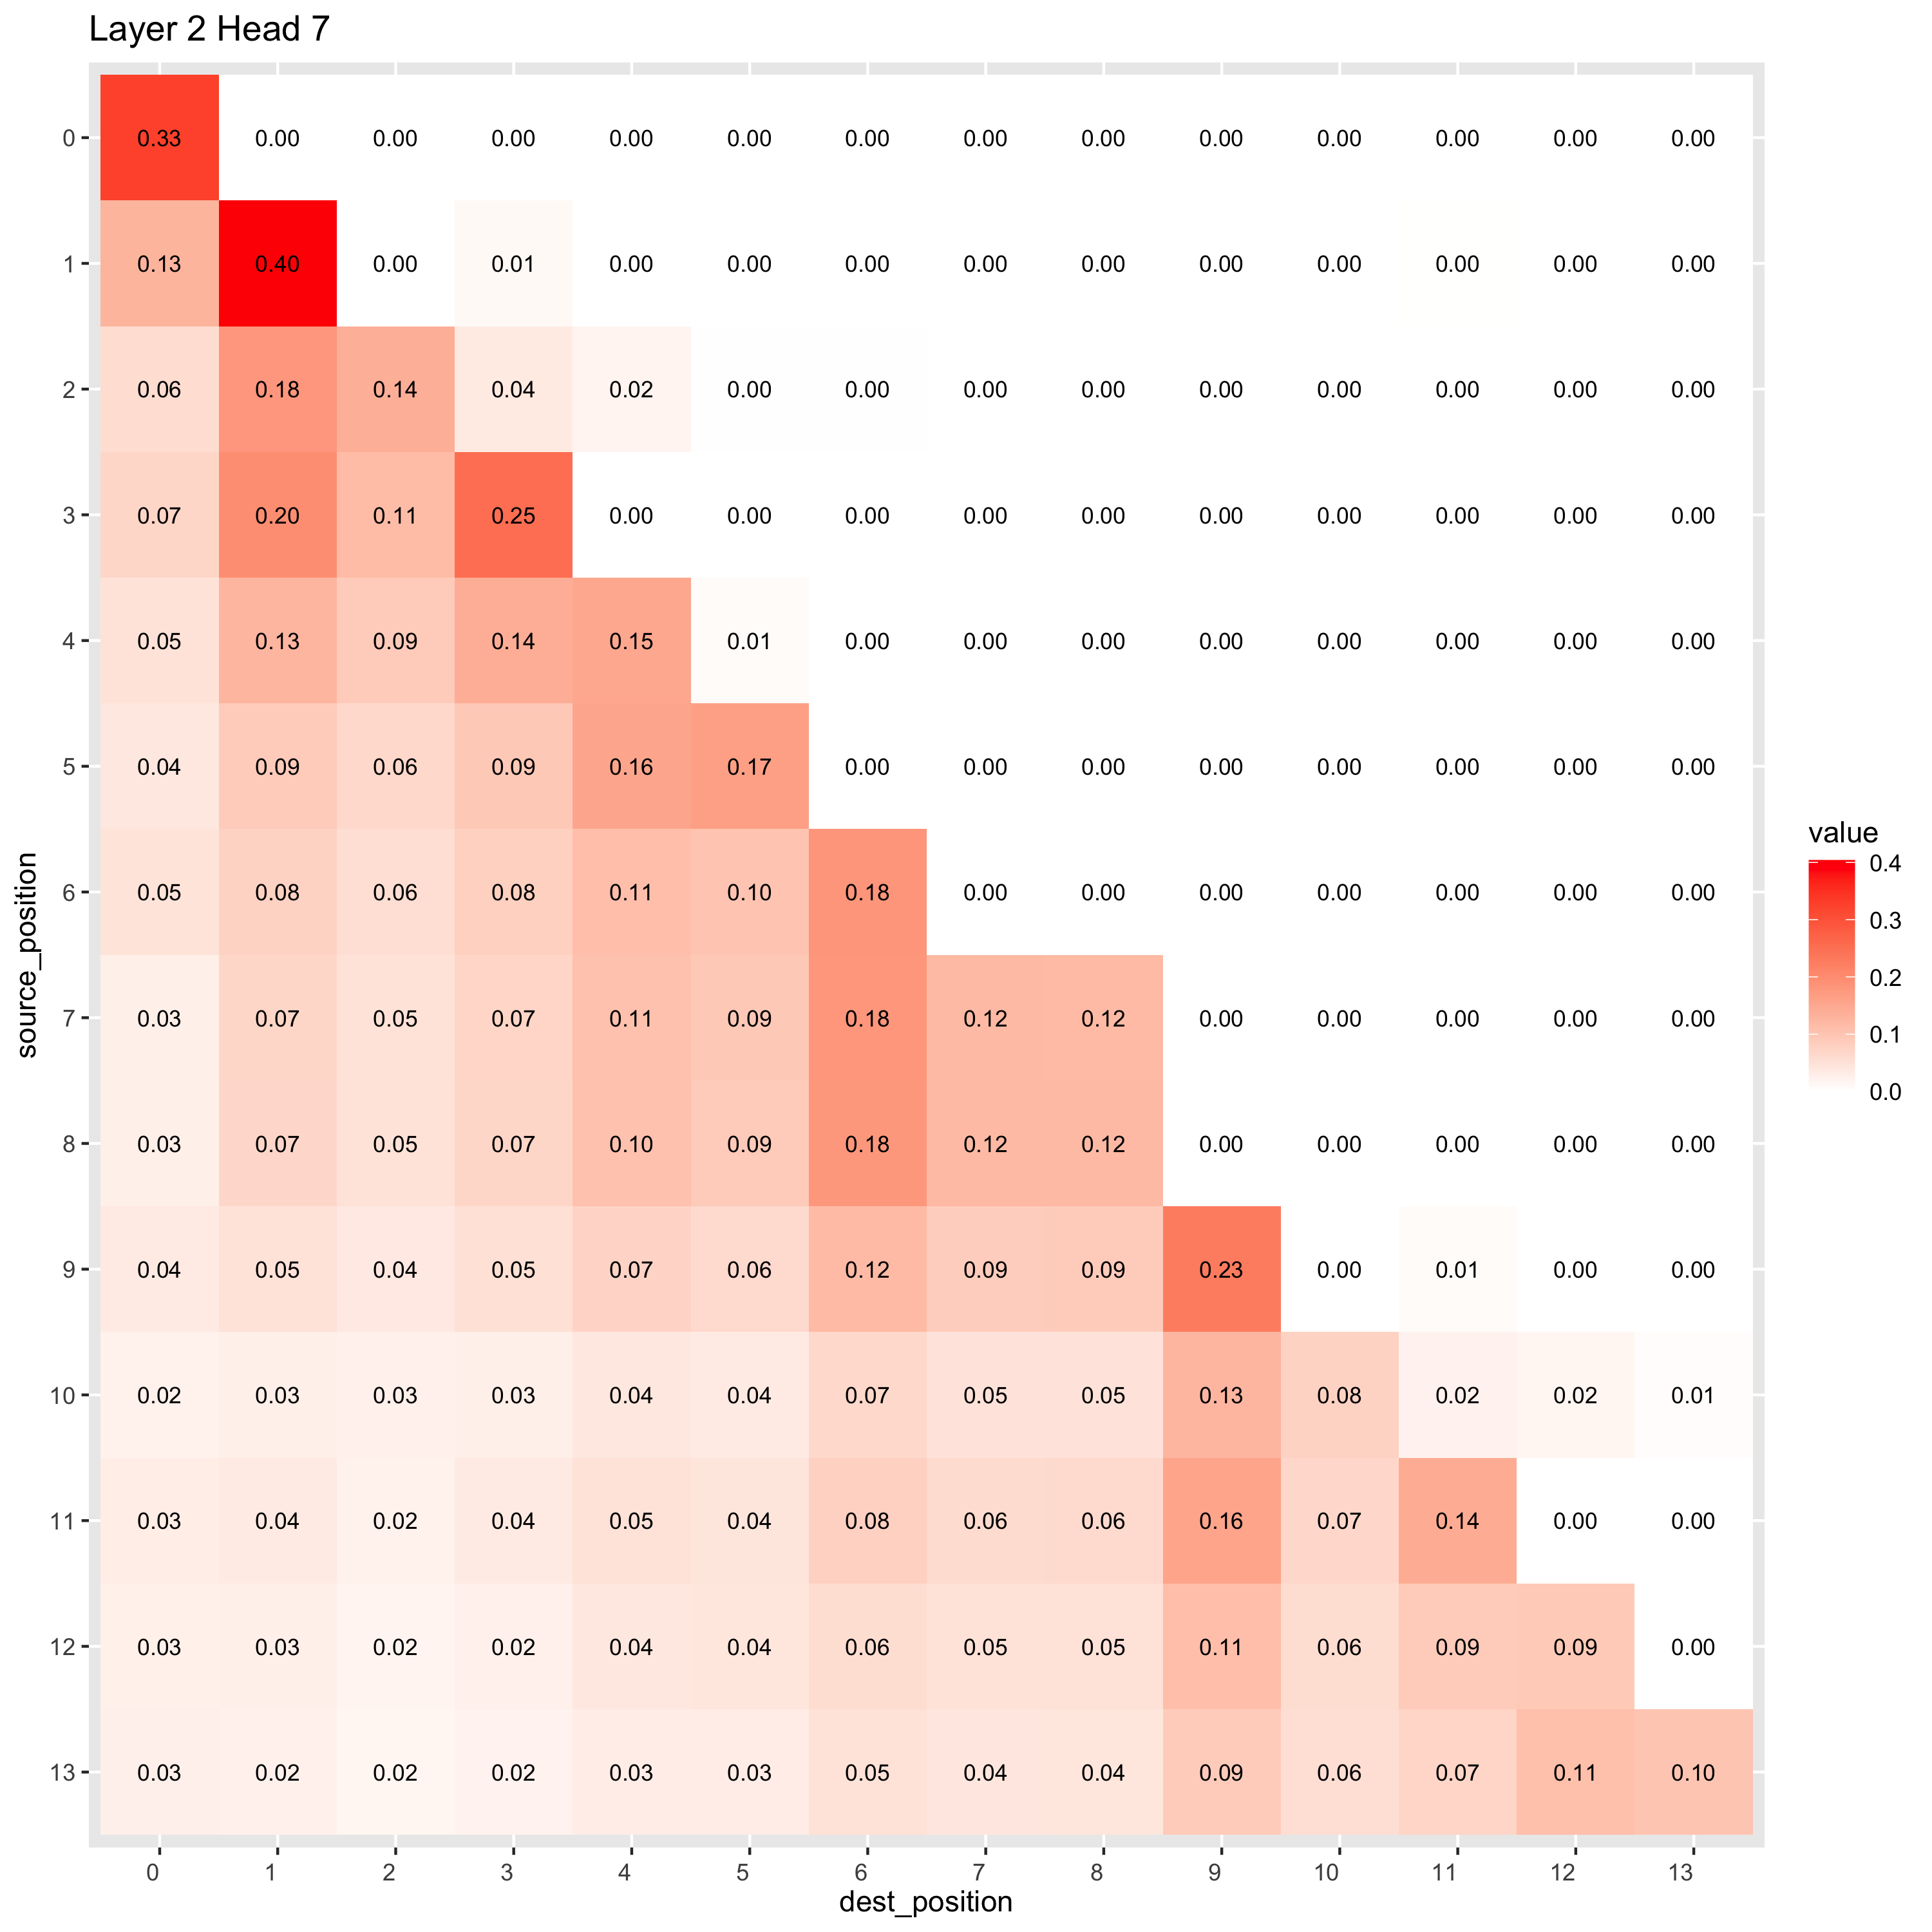 Layer 2 Head 7
0 0.33 0.00 0.00 0.00 0.00 0.00 0.00 0.00 0.00 0.00 0.00 0.00 0.00 0.00
1 0.13 0.40 0.00 0.01 0.00 0.00 0.00 0.00 0.00 0.00 0.00 0.00 0.00 0.00
2 0.06 0.18 0.14 0.04 0.02 0.00 0.00 0.00 0.00 0.00 0.00 0.00 0.00 0.00
3 0.07 0.20 0.11 0.25 0.00 0.00 0.00 0.00 0.00 0.00 0.00 0.00 0.00 0.00
4 0.05 0.13 0.09 0.14 0.15 0.01 0.00 0.00 0.00 0.00 0.00 0.00 0.00 0.00
5 0.04 0.09 0.06 0.09 0.16 0.17 0.00 0.00 0.00 0.00 0.00 0.00 0.00 0.00
6 0.05 0.08 0.06 0.08 0.11 0.10 0.18 0.00 0.00 0.00 0.00 0.00 0.00 0.00
7 0.03 0.07 0.05 0.07 0.11 0.09 0.18 0.12 0.12 0.00 0.00 0.00 0.00 0.00
8 0.03 0.07 0.05 0.07 0.10 0.09 0.18 0.12 0.12 0.00 0.00 0.00 0.00 0.00
9 0.04 0.05 0.04 0.05 0.07 0.06 0.12 0.09 0.09 0.23 0.00 0.01 0.00 0.00
10 0.02 0.03 0.03 0.03 0.04 0.04 0.07 0.05 0.05 0.13 0.08 0.02 0.02 0.01
11 0.03 0.04 0.02 0.04 0.05 0.04 0.08 0.06 0.06 0.16 0.07 0.14 0.00 0.00
12 0.03 0.03 0.02 0.02 0.04 0.04 0.06 0.05 0.05 0.11 0.06 0.09 0.09 0.00
13 0.03 0.02 0.02 0.02 0.03 0.03 0.05 0.04 0.04 0.09 0.06 0.07 0.11 0.10
0 1 2 3 4 5 6 7 8 9 10 11 12 13
dest_position
source_position
value
0.4
0.3
0.2
0.1
0.0